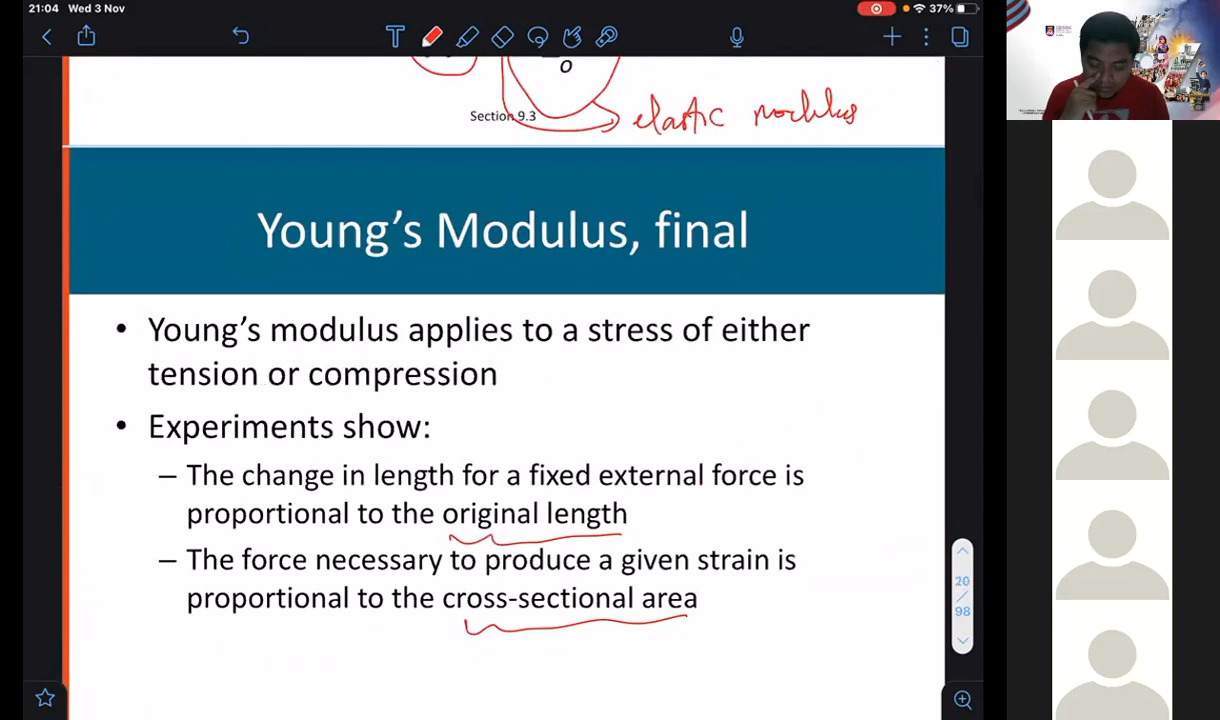 21:04 Wed 3 Nov
37%
T
o
Section 9.3
elastic modulus
Young's Modulus, final
• Young's modulus applies to a stress of either
tension or compression
• Experiments show:
– The change in length for a fixed external force is
proportional to the original length
– The force necessary to produce a given strain is
proportional to the cross-sectional area
20
/
98